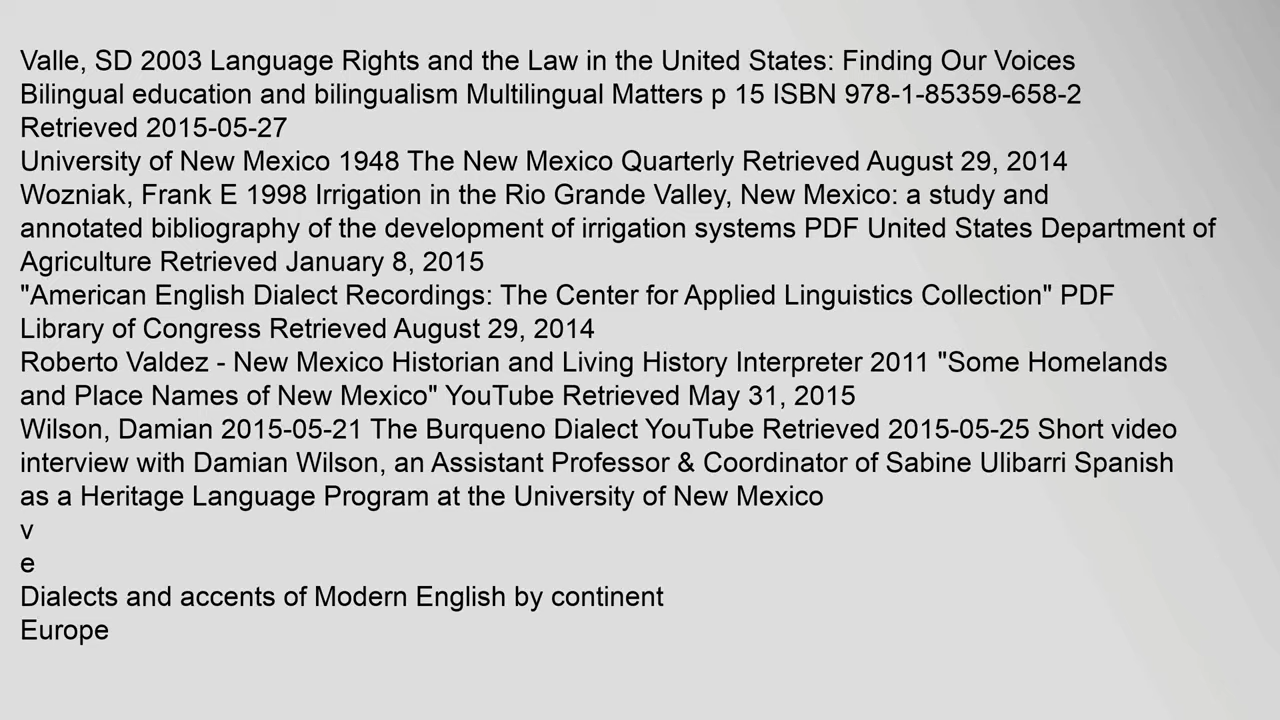 Valle, SD 2003 Language Rights and the Law in the United States: Finding Our Voices
Bilingual education and bilingualism Multilingual Matters p 15 ISBN 978-1-85359-658-2
Retrieved 2015-05-27
University of New Mexico 1948 The New Mexico Quarterly Retrieved August 29, 2014
Wozniak, Frank E 1998 Irrigation in the Rio Grande Valley, New Mexico: a study and
annotated bibliography of the development of irrigation systems PDF United States Department of
Agriculture Retrieved January 8, 2015
"American English Dialect Recordings: The Center for Applied Linguistics Collection" PDF
Library of Congress Retrieved August 29, 2014
Roberto Valdez - New Mexico Historian and Living History Interpreter 2011 "Some Homelands
and Place Names of New Mexico" YouTube Retrieved May 31, 2015
Wilson, Damian 2015-05-21 The Burqueno Dialect YouTube Retrieved 2015-05-25 Short video
interview with Damian Wilson, an Assistant Professor & Coordinator of Sabine Ulibarri Spanish
as a Heritage Language Program at the University of New Mexico
v
e
Dialects and accents of Modern English by continent
Europe